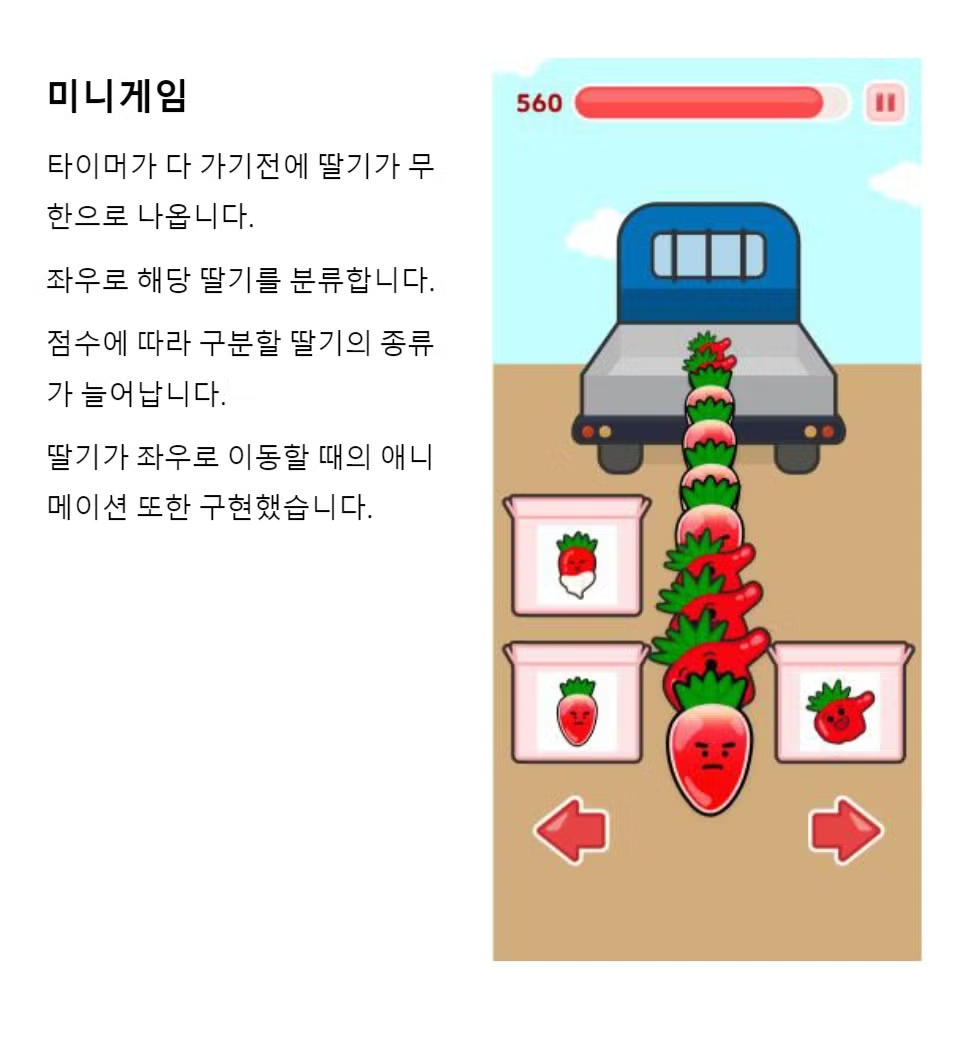 미니게임
타이머가 다 가기전에 딸기가 무
한으로 나옵니다.
좌우로 해당 딸기를 분류합니다.
점수에 따라 구분할 딸기의 종류
가 늘어납니다.
딸기가 좌우로 이동할 때의 애니
메이션 또한 구현했습니다.
560